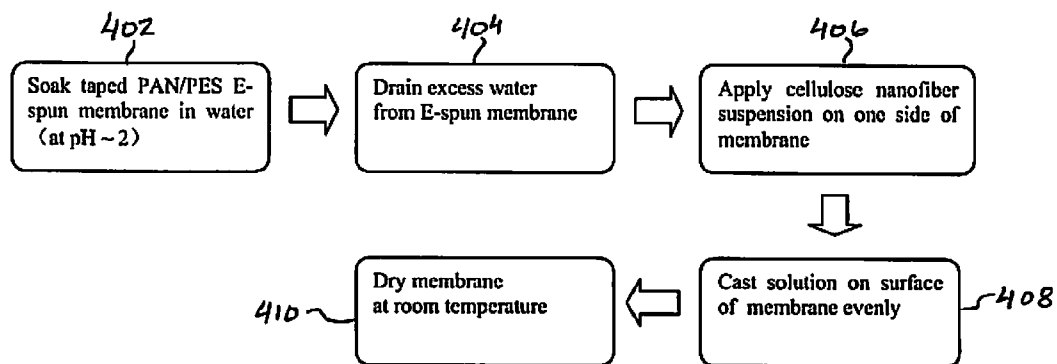 402
404
406
Soak taped PAN/PES E-
spun membrane in water
(at pH ~ 2)
Drain excess water
from E-spun membrane
Apply cellulose nanofiber
suspension on one side of
membrane
Dry membrane
at room temperature
410
Cast solution on surface
of membrane evenly
408